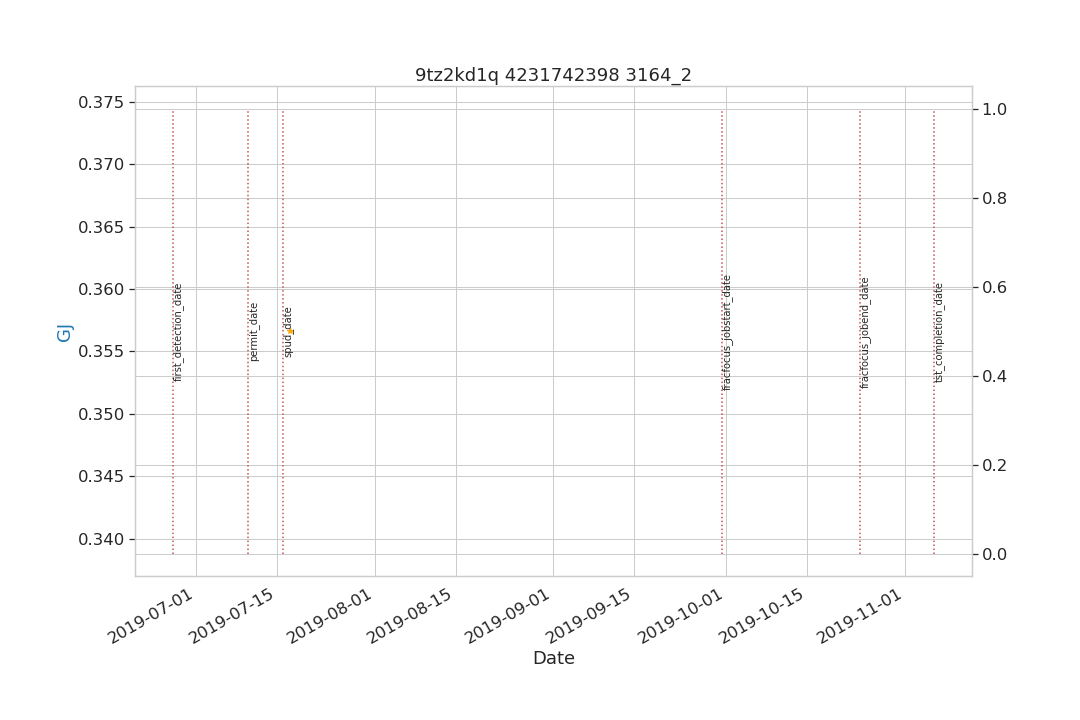 9tz2kd1q 4231742398 3164_2
0.375
0.370
0.365
0.360
0.355
0.350
0.345
0.340
GJ
1.0
0.8
0.6
0.4
0.2
0.0
first_detection_date
permit_date
spud_date
fracfocus_jobstart_date
fracfocus_jobend_date
tst_completion_date
2019-07-01
2019-07-15
2019-08-01
2019-08-15
2019-09-01
2019-09-15
2019-10-01
2019-10-15
2019-11-01
Date